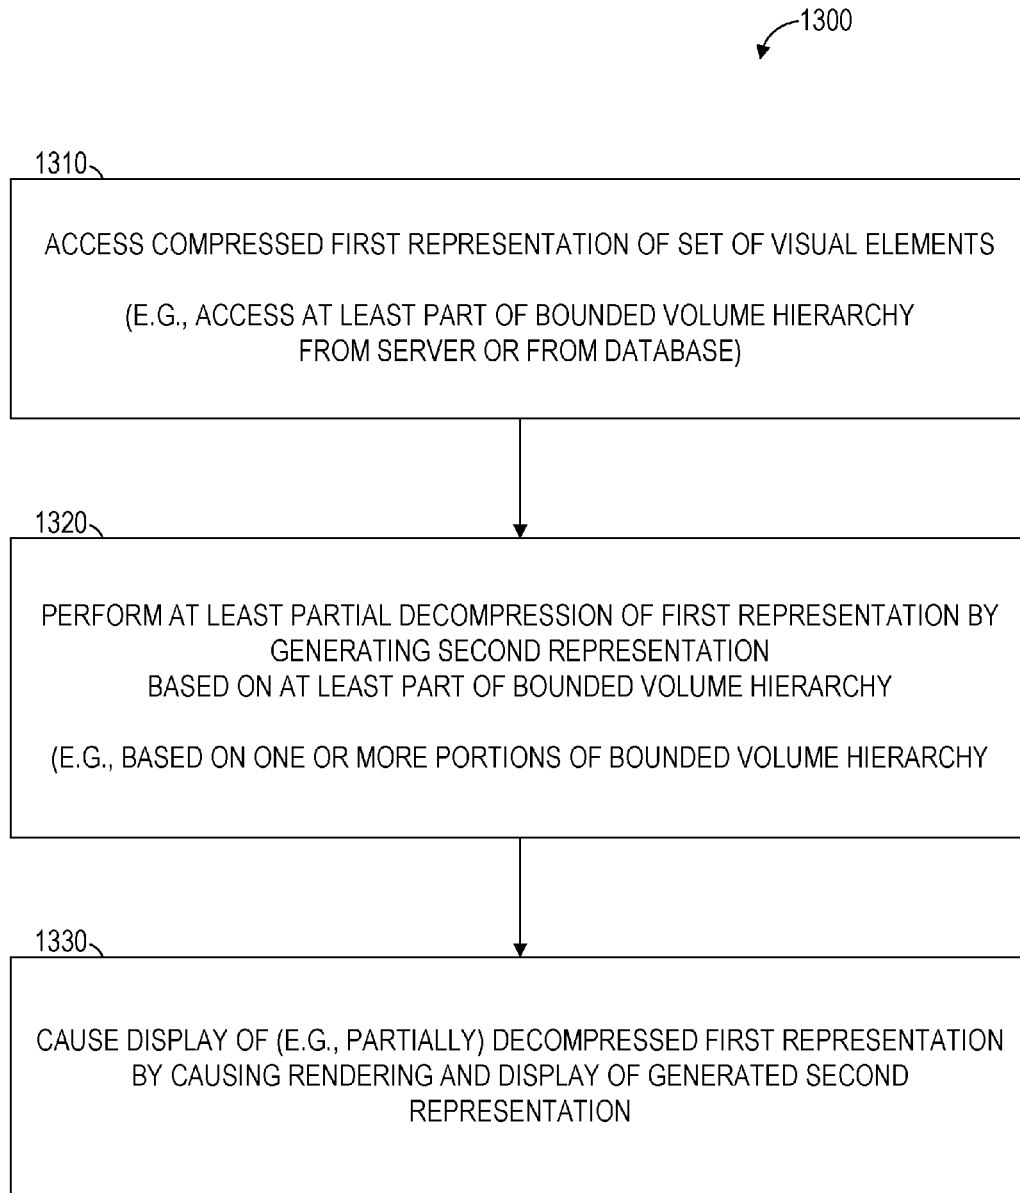 1300
1310
ACCESS COMPRESSED FIRST REPRESENTATION OF SET OF VISUAL ELEMENTS
(E.G., ACCESS AT LEAST PART OF BOUNDED VOLUME HIERARCHY
FROM SERVER OR FROM DATABASE)
1320
PERFORM AT LEAST PARTIAL DECOMPRESSION OF FIRST REPRESENTATION BY
GENERATING SECOND REPRESENTATION
BASED ON AT LEAST PART OF BOUNDED VOLUME HIERARCHY
(E.G., BASED ON ONE OR MORE PORTIONS OF BOUNDED VOLUME HIERARCHY
1330
CAUSE DISPLAY OF (E.G., PARTIALLY) DECOMPRESSED FIRST REPRESENTATION
BY CAUSING RENDERING AND DISPLAY OF GENERATED SECOND
REPRESENTATION